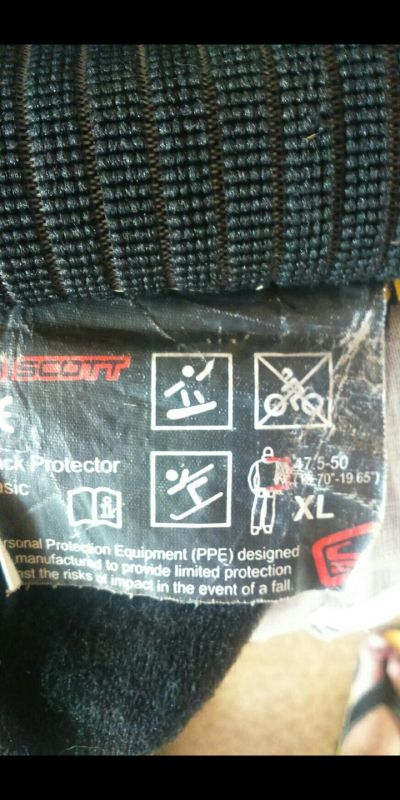 SCOTT
ck Protector
asic
47.5-50
XL
ersonal Protection Equipment (PPE) designed
manufactured to provide limited protection
nst the risks of impact in the event of a fall.